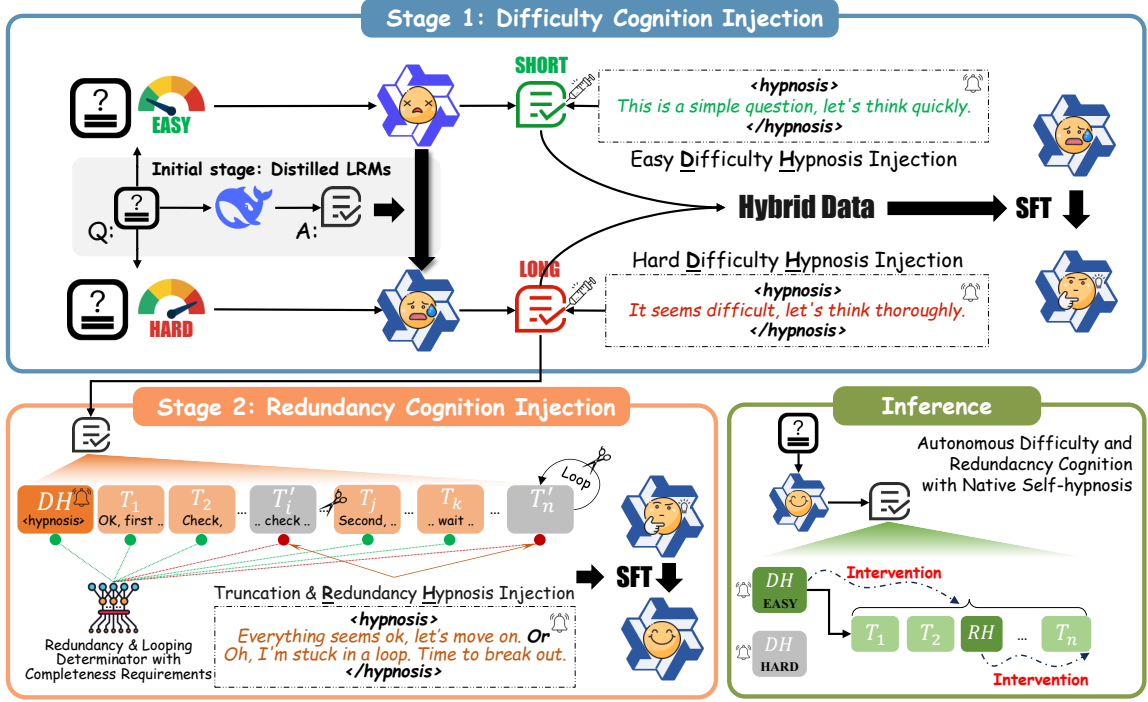 Stage 1: Difficulty Cognition Injection
?
EASY
SHORT
<hypnosis>
This is a simple question, let's think quickly.
</hypnosis>
Easy Difficulty Hypnosis Injection
Initial stage: Distilled LRMs
Q:
?
A:
Hybrid Data
SFT
?
HARD
LONG
Hard Difficulty Hypnosis Injection
<hypnosis>
It seems difficult, let's think thoroughly.
</hypnosis>
Stage 2: Redundancy Cognition Injection
Loop
DH
<hypnosis>
T1
OK, first ..
T2
Check,
...
T'i
.. check ..
Tj
Second, ..
...
Tk
.. wait ..
...
T'n
Redundancy & Looping
Determinator with
Completeness Requirements
Truncation & Redundancy Hypnosis Injection
<hypnosis>
Everything seems ok, let's move on. Or
Oh, I'm stuck in a loop. Time to break out.
</hypnosis>
SFT
Inference
?
Autonomous Difficulty and
Redundacncy Cognition
with Native Self-hypnosis
DH
EASY
Intervention
DH
HARD
T1
T2
RH
...
Tn
Intervention